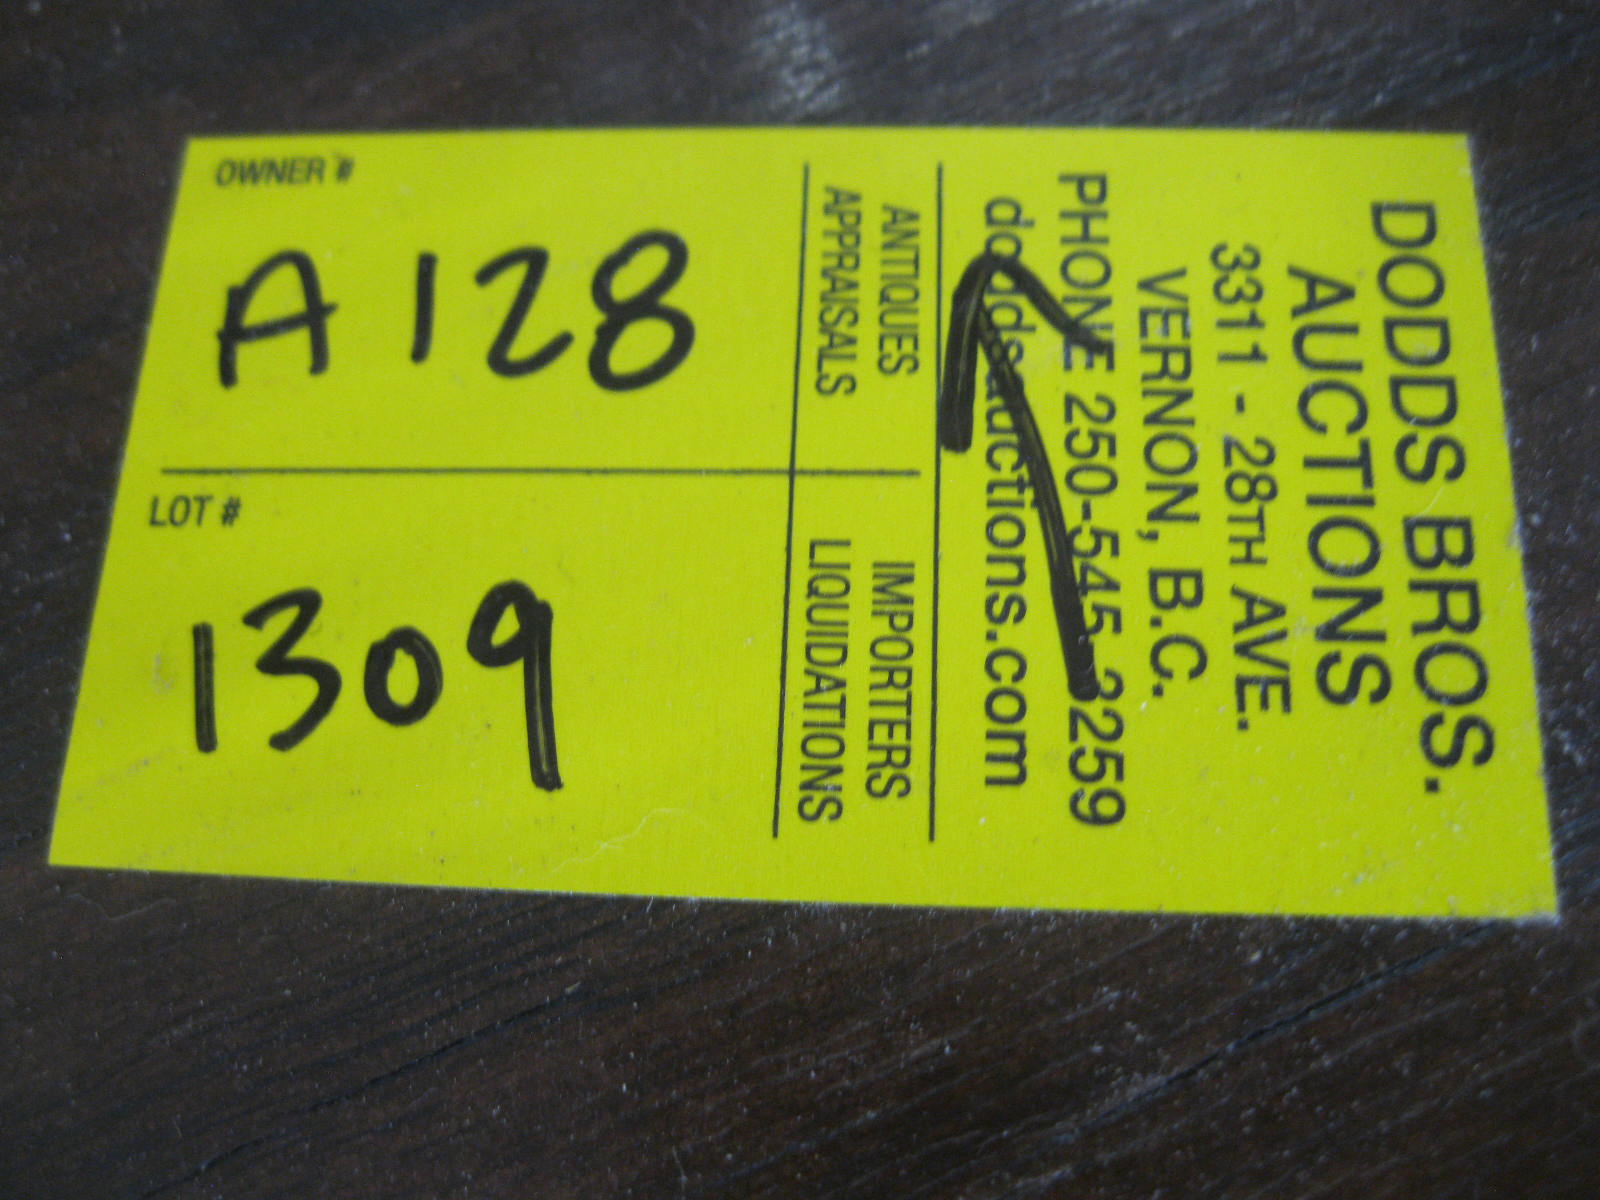 OWNER #
A128
LOT #
1309
DODDS BROS.
AUCTIONS
3311 - 28TH AVE.
VERNON, B.C.
PHONE 250-545-3259
doddsauctions.com
ANTIQUES
APPRAISALS
IMPORTERS
LIQUIDATIONS